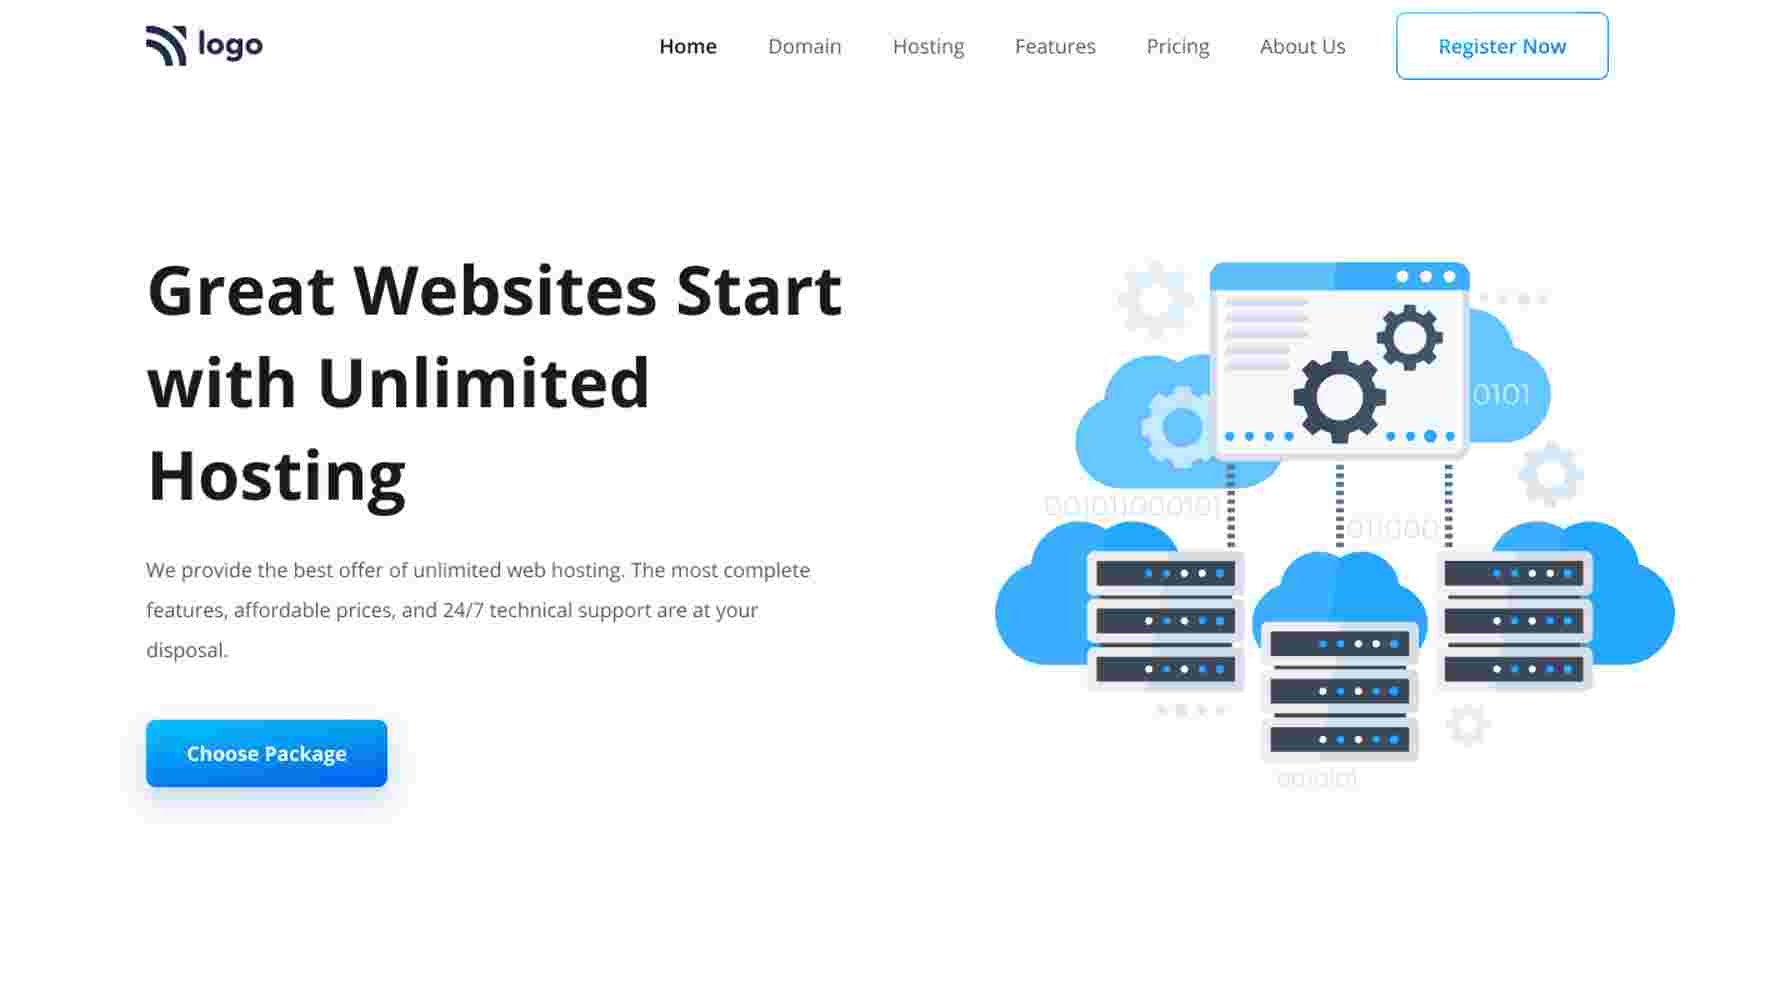 logo
Home Domain Hosting Features Pricing About Us Register Now
Great Websites Start
with Unlimited
Hosting
We provide the best offer of unlimited web hosting. The most complete
features, affordable prices, and 24/7 technical support are at your
disposal.
Choose Package
0101
001011000101
011000
0010101